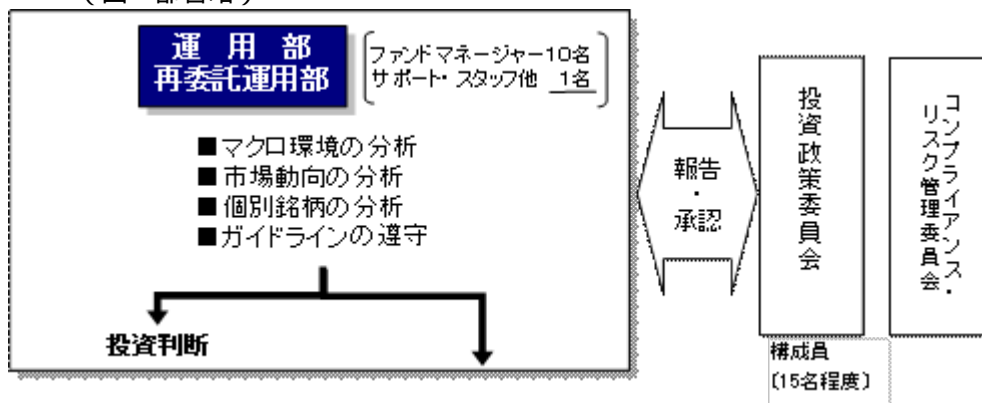 運 用 部
再委託運用部
ファンドマネージャー10名
サポート・スタッフ他 1名
■マクロ環境の分析
■市場動向の分析
■個別銘柄の分析
■ガイドラインの遵守
投資判断
報告
・
承認
投資政策委員会
コンプライアンス・
リスク管理委員会
構成員
〔15名程度〕